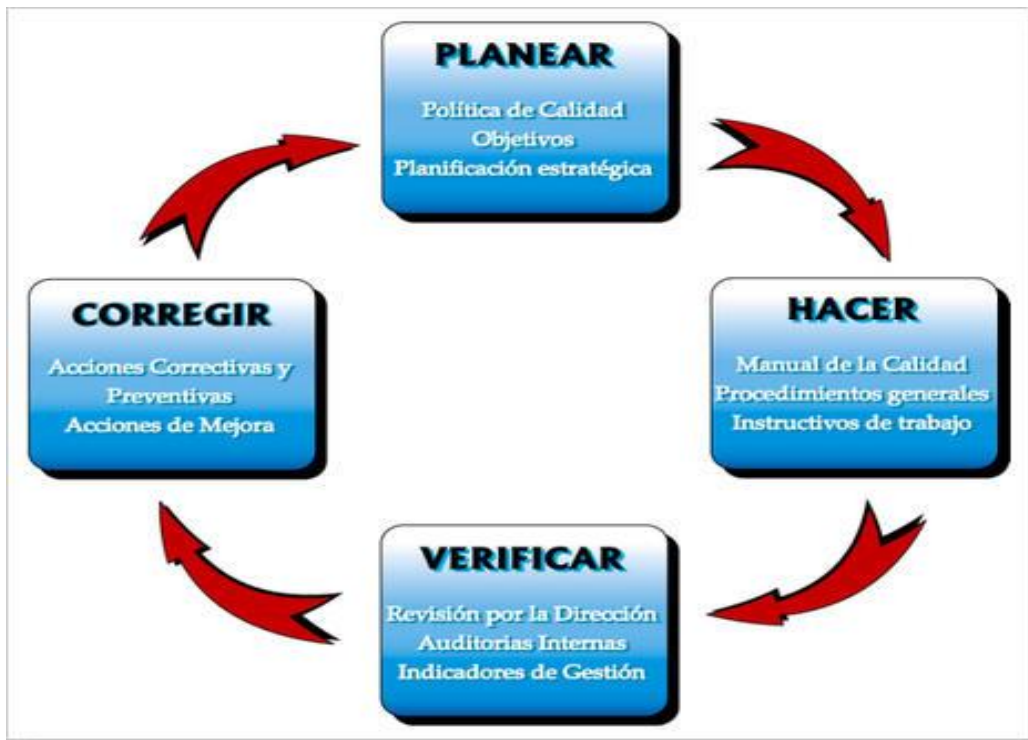 PLANEAR
Política de Calidad
Objetivos
Planificación estratégica
HACER
Manual de la Calidad
Procedimientos generales
Instructivos de trabajo
VERIFICAR
Revisión por la Dirección
Auditorias Internas
Indicadores de Gestión
CORREGIR
Acciones Correctivas y
Preventivas
Acciones de Mejora